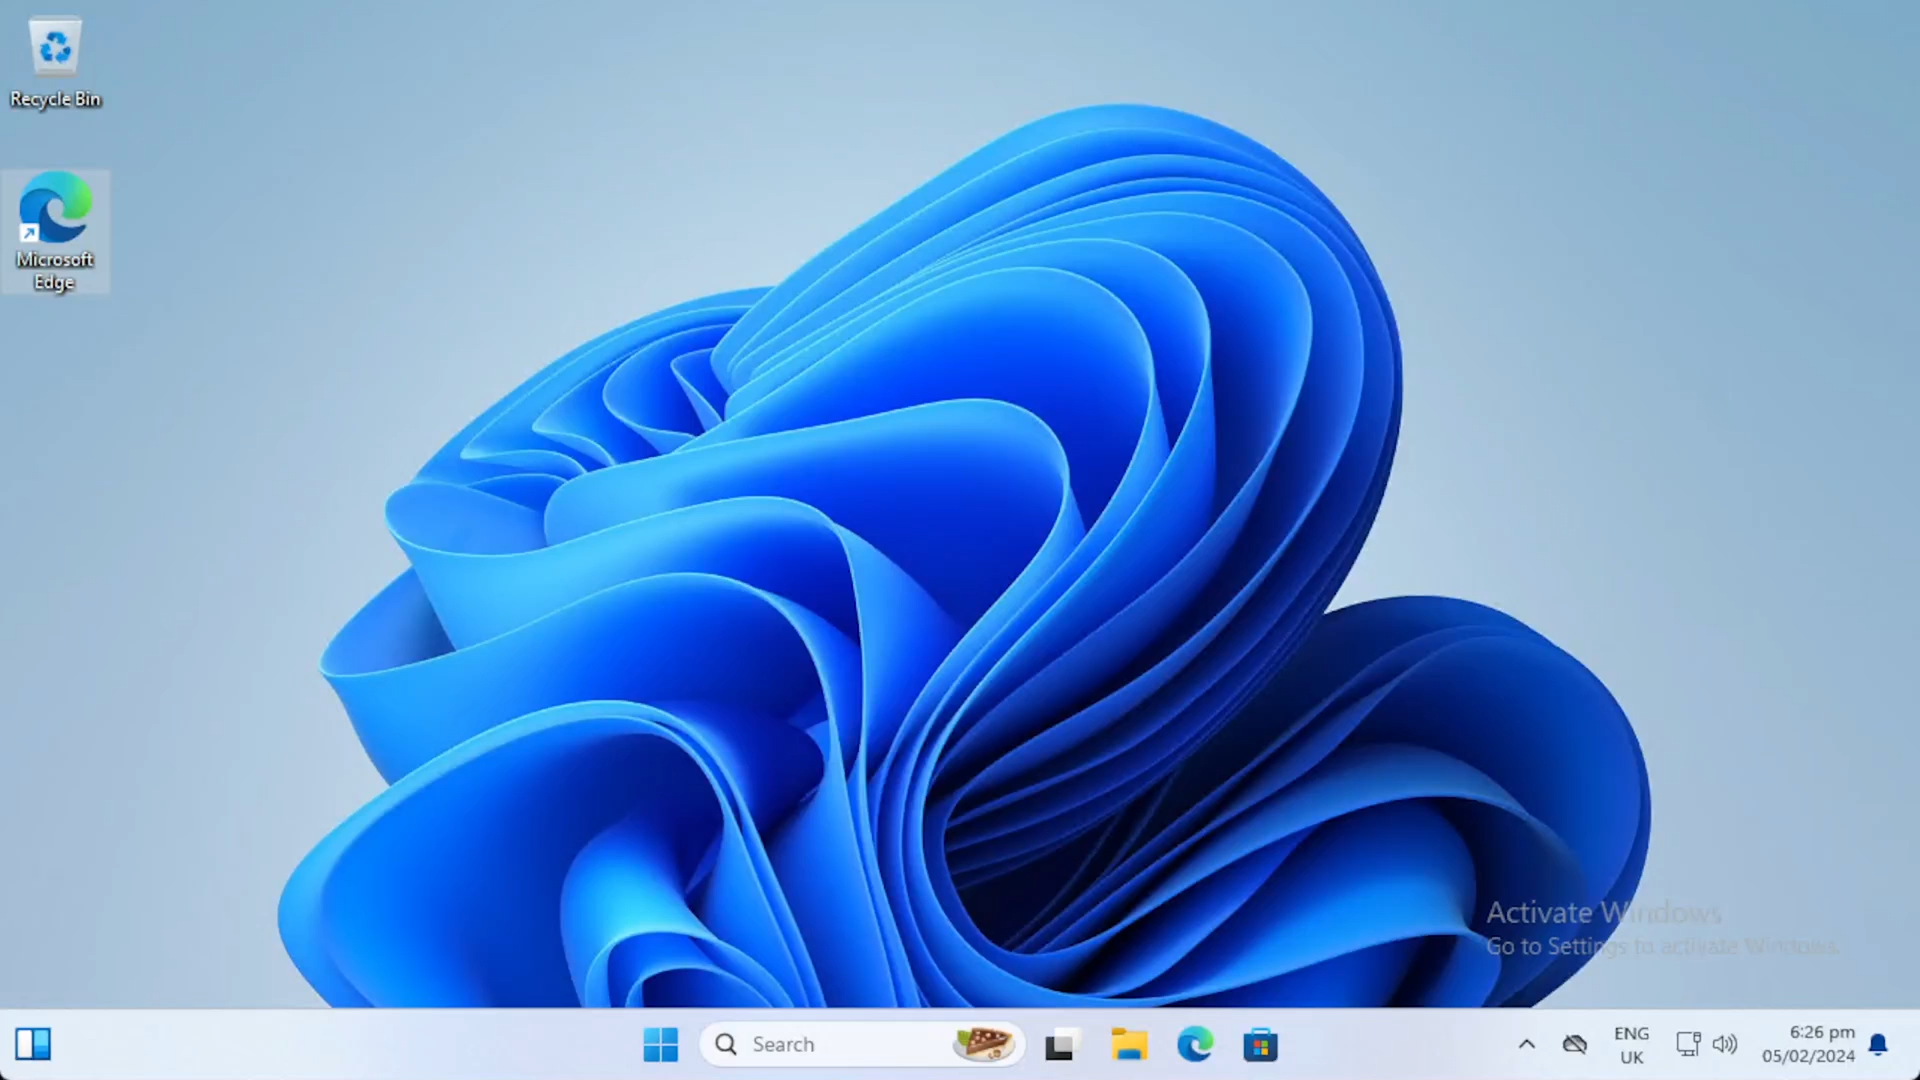 Recycle Bin
Microsoft
Edge
Activate Windows
Go to Settings to activate Windows.
Search
ENG
UK
6:26 pm
05/02/2024